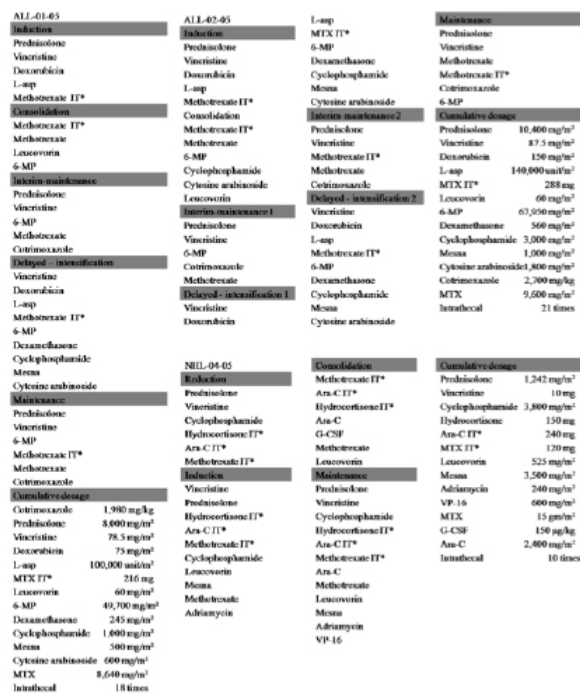 ALL-01-05
Induction
Prednisolone
Vincristine
Doxorubicin
L-asp
Methotrexate IT*
Consolidation
Methotrexate IT*
Methotrexate
Leucovorin
6-MP
Interim-maintenance
Prednisolone
Vincristine
6-MP
Methotrexate
Cotrimoxazole
Delayed – intensification
Vincristine
Doxorubicin
L-asp
Methotrexate IT*
6-MP
Dexamethasone
Cyclophosphamide
Mesna
Cytosine arabinoside
Maintenance
Prednisolone
Vincristine
6-MP
Methotrexate IT*
Methotrexate
Cotrimoxazole
Cumulative dosage
Cotrimoxazole 1,980 mg/kg
Prednisolone 8,000 mg/m²
Vincristine 78.5 mg/m²
Doxorubicin 75 mg/m²
L-asp 100,000 unit/m²
MTX IT* 216 mg
Leucovorin 60 mg/m²
6-MP 49,700 mg/m²
Dexamethasone 245 mg/m²
Cyclophosphamide 1,000 mg/m²
Mesna 500 mg/m²
Cytosine arabinoside 600 mg/m²
MTX 8,640 mg/m²
Intrathecal 18 times
ALL-02-05
Induction
Prednisolone
Vincristine
Doxorubicin
L-asp
Methotrexate IT*
Consolidation
Methotrexate IT*
Methotrexate
6-MP
Cyclophosphamide
Cytosine arabinoside
Leucovorin
Interim-maintenance 1
Prednisolone
Vincristine
6-MP
Cotrimoxazole
Methotrexate
Delayed - intensification 1
Vincristine
Doxorubicin
L-asp
MTX IT*
6-MP
Dexamethasone
Cyclophosphamide
Mesna
Cytosine arabinoside
Interim-maintenance 2
Prednisolone
Vincristine
Methotrexate IT*
Methotrexate
Cotrimoxazole
Delayed - intensification 2
Vincristine
Doxorubicin
L-asp
Methotrexate IT*
6-MP
Dexamethasone
Cyclophosphamide
Mesna
Cytosine arabinoside
Maintenance
Prednisolone
Vincristine
Methotrexate
Methotrexate IT*
Cotrimoxazole
6-MP
Cumulative dosage
Prednisolone 10,400 mg/m²
Vincristine 87.5 mg/m²
Doxorubicin 150 mg/m²
L-asp 140,000 unit/m²
MTX IT* 288 mg
Leucovorin 60 mg/m²
6-MP 67,950 mg/m²
Dexamethasone 560 mg/m²
Cyclophosphamide 3,000 mg/m²
Mesna 1,000 mg/m²
Cytosine arabinoside 1,800 mg/m²
Cotrimoxazole 2,700 mg/kg
MTX 9,600 mg/m²
Intrathecal 21 times
NHL-04-05
Reduction
Prednisolone
Vincristine
Cyclophosphamide
Hydrocortisone IT*
Ara-C IT*
Methotrexate IT*
Induction
Vincristine
Prednisolone
Hydrocortisone IT*
Ara-C IT*
Methotrexate IT*
Cyclophosphamide
Leucovorin
Mesna
Methotrexate
Adriamycin
Consolidation
Methotrexate IT*
Ara-C IT*
Hydrocortisone IT*
Ara-C
G-CSF
Methotrexate
Leucovorin
Maintenance
Prednisolone
Vincristine
Cyclophosphamide
Hydrocortisone IT*
Ara-C IT*
Methotrexate IT*
Ara-C
Methotrexate
Leucovorin
Mesna
Adriamycin
VP-16
Cumulative dosage
Prednisolone 1,242 mg/m²
Vincristine 10 mg
Cyclophosphamide 3,800 mg/m²
Hydrocortisone 150 mg
Ara-C IT* 240 mg
MTX IT* 120 mg
Leucovorin 525 mg/m²
Mesna 3,500 mg/m²
Adriamycin 240 mg/m²
VP-16 600 mg/m²
MTX 15 gm/m²
G-CSF 150 µg/kg
Ara-C 2,400 mg/m²
Intrathecal 10 times